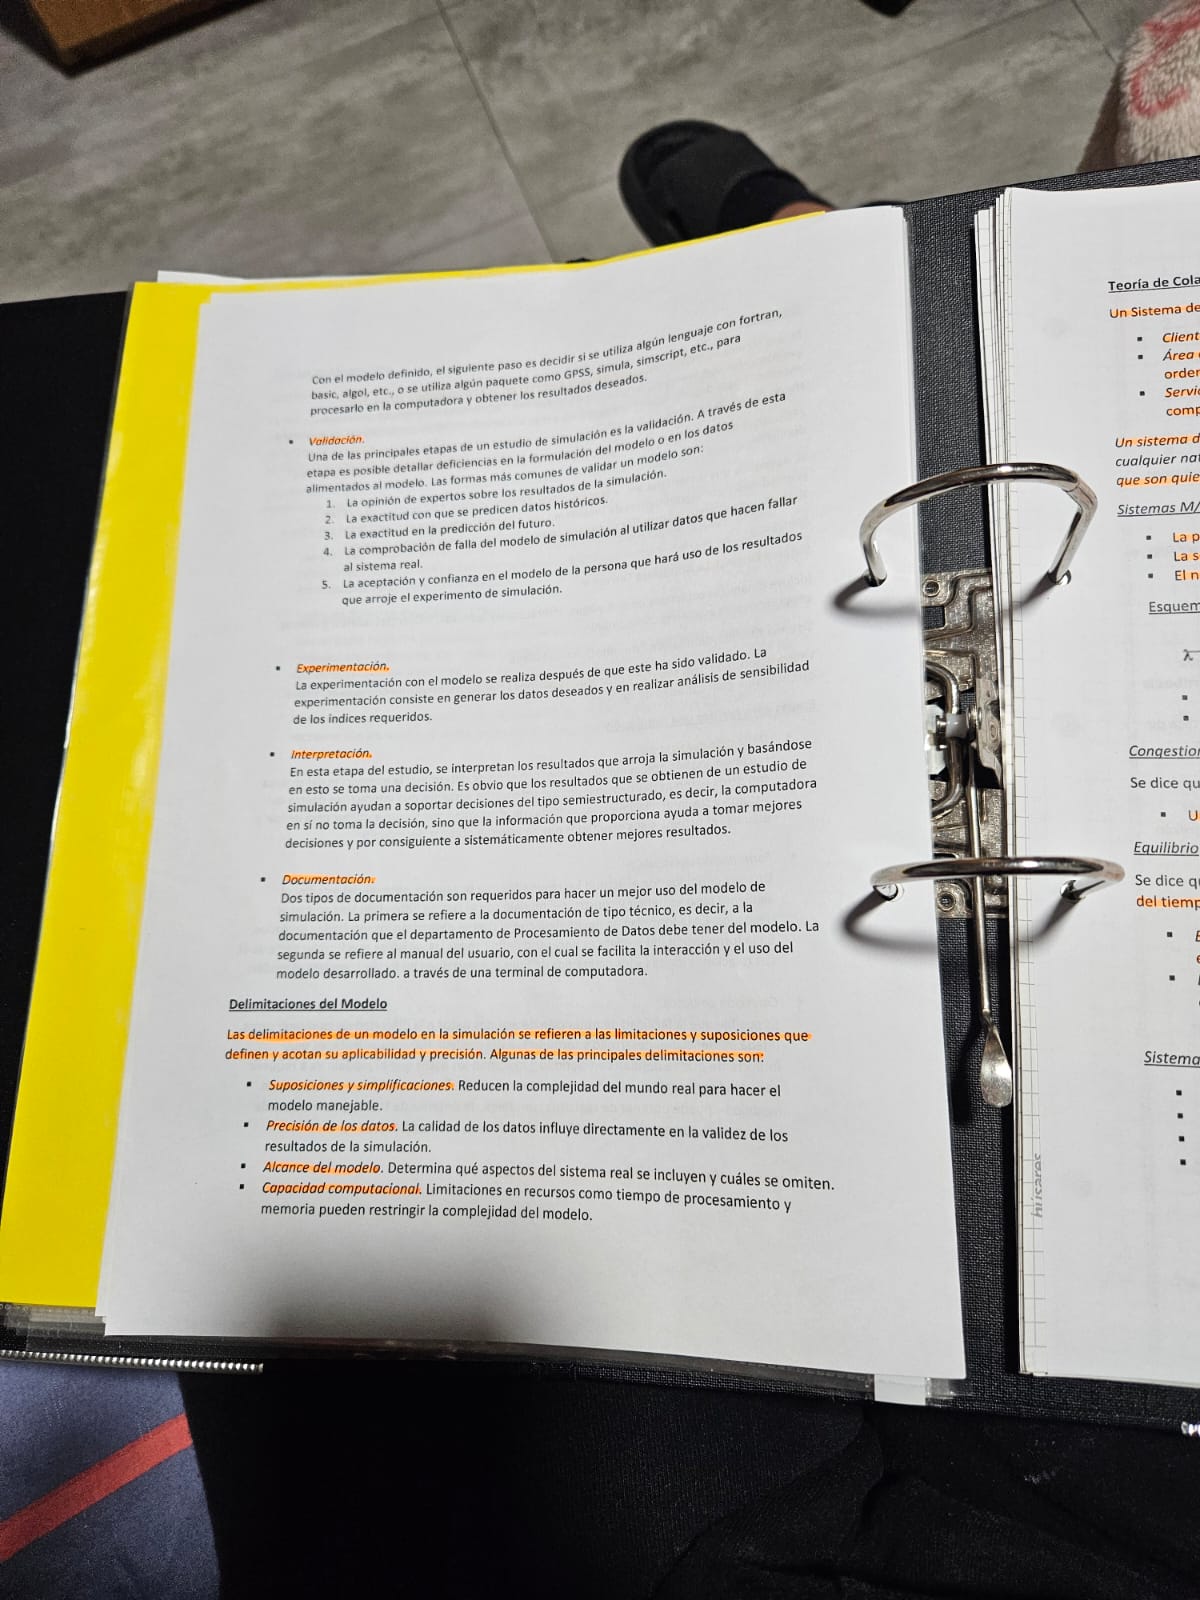 Con el modelo definido, el siguiente paso es decidir si se utiliza algún lenguaje con fortran,
basic, algol, etc., o se utiliza algún paquete como GPSS, simula, simscript, etc., para
procesarlo en la computadora y obtener los resultados deseados.
▪ Validación.
Una de las principales etapas de un estudio de simulación es la validación. A través de esta
etapa es posible detallar deficiencias en la formulación del modelo o en los datos
alimentados al modelo. Las formas más comunes de validar un modelo son:
1. La opinión de expertos sobre los resultados de la simulación.
2. La exactitud con que se predicen datos históricos.
3. La exactitud en la predicción del futuro.
4. La comprobación de falla del modelo de simulación al utilizar datos que hacen fallar
al sistema real.
5. La aceptación y confianza en el modelo de la persona que hará uso de los resultados
que arroje el experimento de simulación.
▪ Experimentación.
La experimentación con el modelo se realiza después de que este ha sido validado. La
experimentación consiste en generar los datos deseados y en realizar análisis de sensibilidad
de los índices requeridos.
▪ Interpretación.
En esta etapa del estudio, se interpretan los resultados que arroja la simulación y basándose
en esto se toma una decisión. Es obvio que los resultados que se obtienen de un estudio de
simulación ayudan a soportar decisiones del tipo semiestructurado, es decir, la computadora
en sí no toma la decisión, sino que la información que proporciona ayuda a tomar mejores
decisiones y por consiguiente a sistemáticamente obtener mejores resultados.
▪ Documentación.
Dos tipos de documentación son requeridos para hacer un mejor uso del modelo de
simulación. La primera se refiere a la documentación de tipo técnico, es decir, a la
documentación que el departamento de Procesamiento de Datos debe tener del modelo. La
segunda se refiere al manual del usuario, con el cual se facilita la interacción y el uso del
modelo desarrollado. a través de una terminal de computadora.
Delimitaciones del Modelo
Las delimitaciones de un modelo en la simulación se refieren a las limitaciones y suposiciones que
definen y acotan su aplicabilidad y precisión. Algunas de las principales delimitaciones son:
▪ Suposiciones y simplificaciones. Reducen la complejidad del mundo real para hacer el
modelo manejable.
▪ Precisión de los datos. La calidad de los datos influye directamente en la validez de los
resultados de la simulación.
▪ Alcance del modelo. Determina qué aspectos del sistema real se incluyen y cuáles se omiten.
▪ Capacidad computacional. Limitaciones en recursos como tiempo de procesamiento y
memoria pueden restringir la complejidad del modelo.
Teoría de Cola
Un Sistema de
▪ Client
▪ Área
order
▪ Servi
comp
Un sistema d
cualquier nat
que son quie
Sistemas M/
▪ La p
▪ La s
▪ El n
Esquem
λ
Congestion
Se dice qu
▪ U
Equilibrio
Se dice qu
del tiemp
▪ E
Sistema
húsares